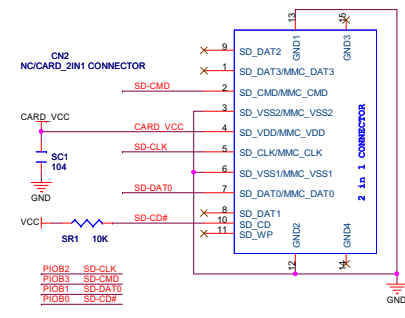 CN2
NC/CARD_2IN1 CONNECTOR
13
15
GND1
GND3
9 SD_DAT2
1 SD_DAT3/MMC_DAT3
SD-CMD 2 SD_CMD/MMC_CMD
3 SD_VSS2/MMC_VSS2
CARD_VCC
CARD_VCC 4 SD_VDD/MMC_VDD
SD-CLK 5 SD_CLK/MMC_CLK
SC1
104
GND
6 SD_VSS1/MMC_VSS1
SD-DAT0 7 SD_DAT0/MMC_DAT0
8 SD_DAT1
VCC SD-CD# 10 SD_CD
SR1 10K
11 SD_WP
2 in 1 CONNECTOR
GND2
GND4
12
14
GND
PIOB2 SD-CLK
PIOB3 SD-CMD
PIOB1 SD-DAT0
PIOB0 SD-CD#